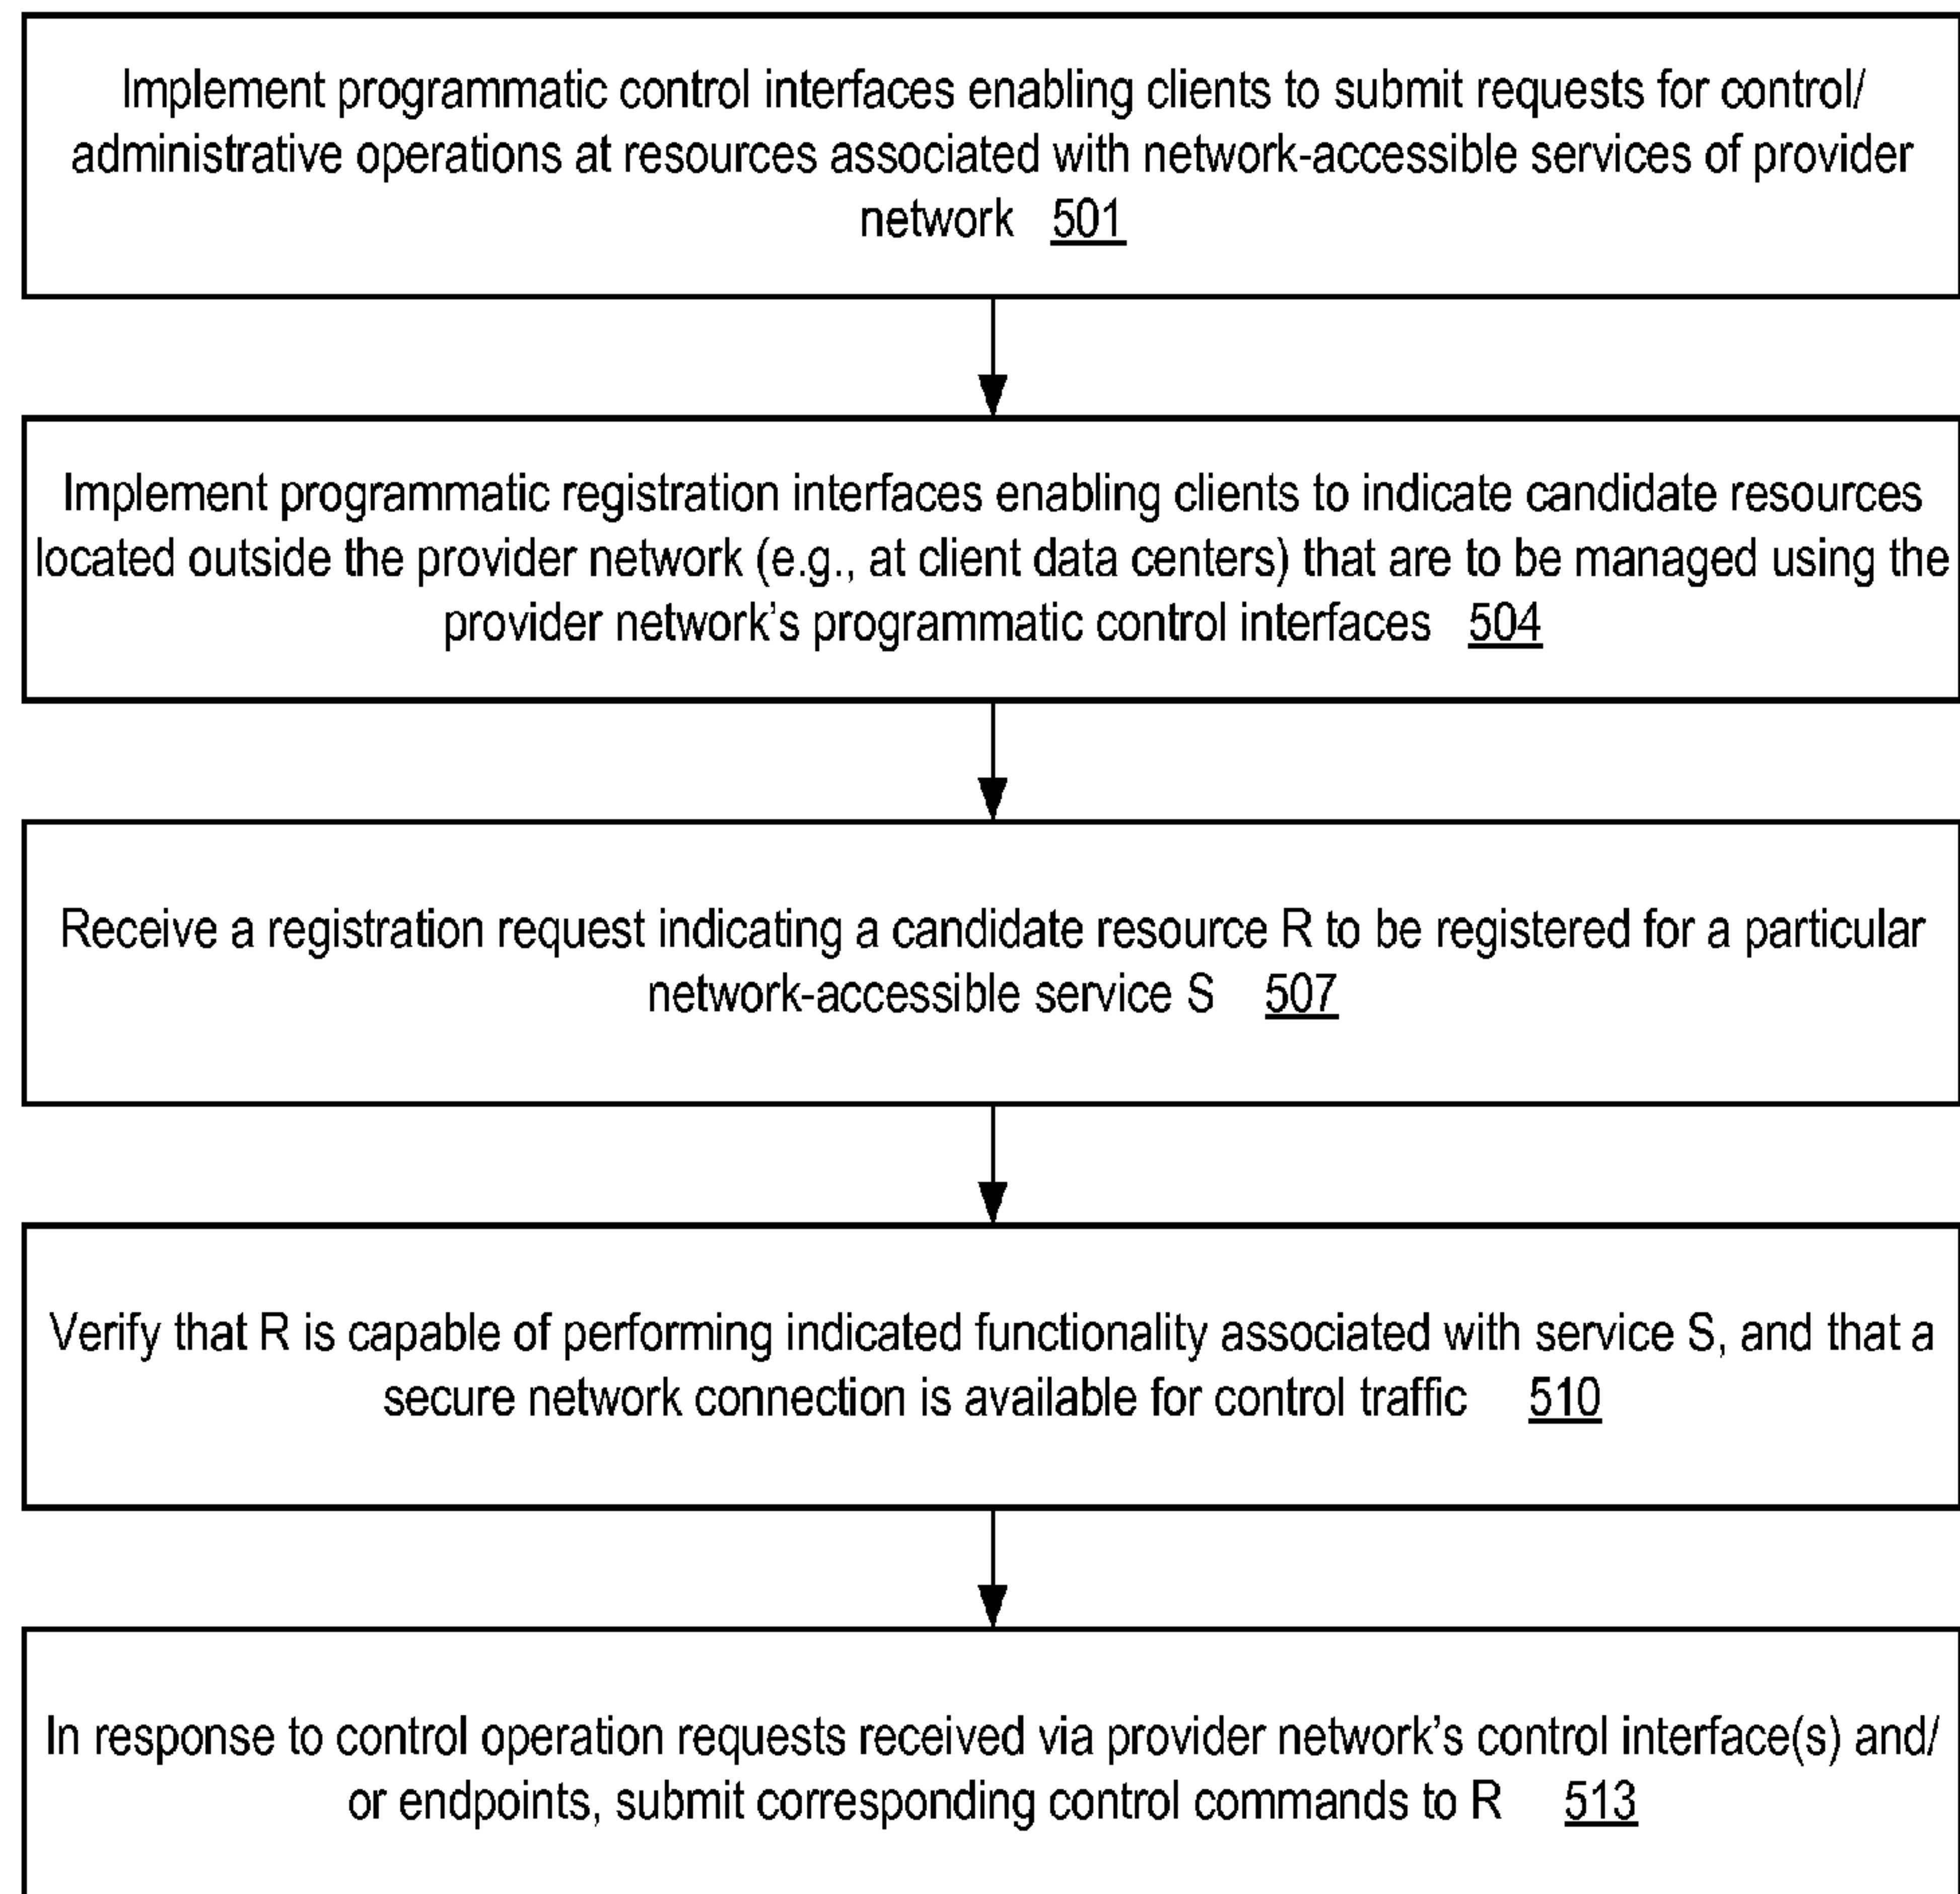 Implement programmatic control interfaces enabling clients to submit requests for control/
administrative operations at resources associated with network-accessible services of provider
network 501
Implement programmatic registration interfaces enabling clients to indicate candidate resources
located outside the provider network (e.g., at client data centers) that are to be managed using the
provider network's programmatic control interfaces 504
Receive a registration request indicating a candidate resource R to be registered for a particular
network-accessible service S 507
Verify that R is capable of performing indicated functionality associated with service S, and that a
secure network connection is available for control traffic 510
In response to control operation requests received via provider network's control interface(s) and/
or endpoints, submit corresponding control commands to R 513